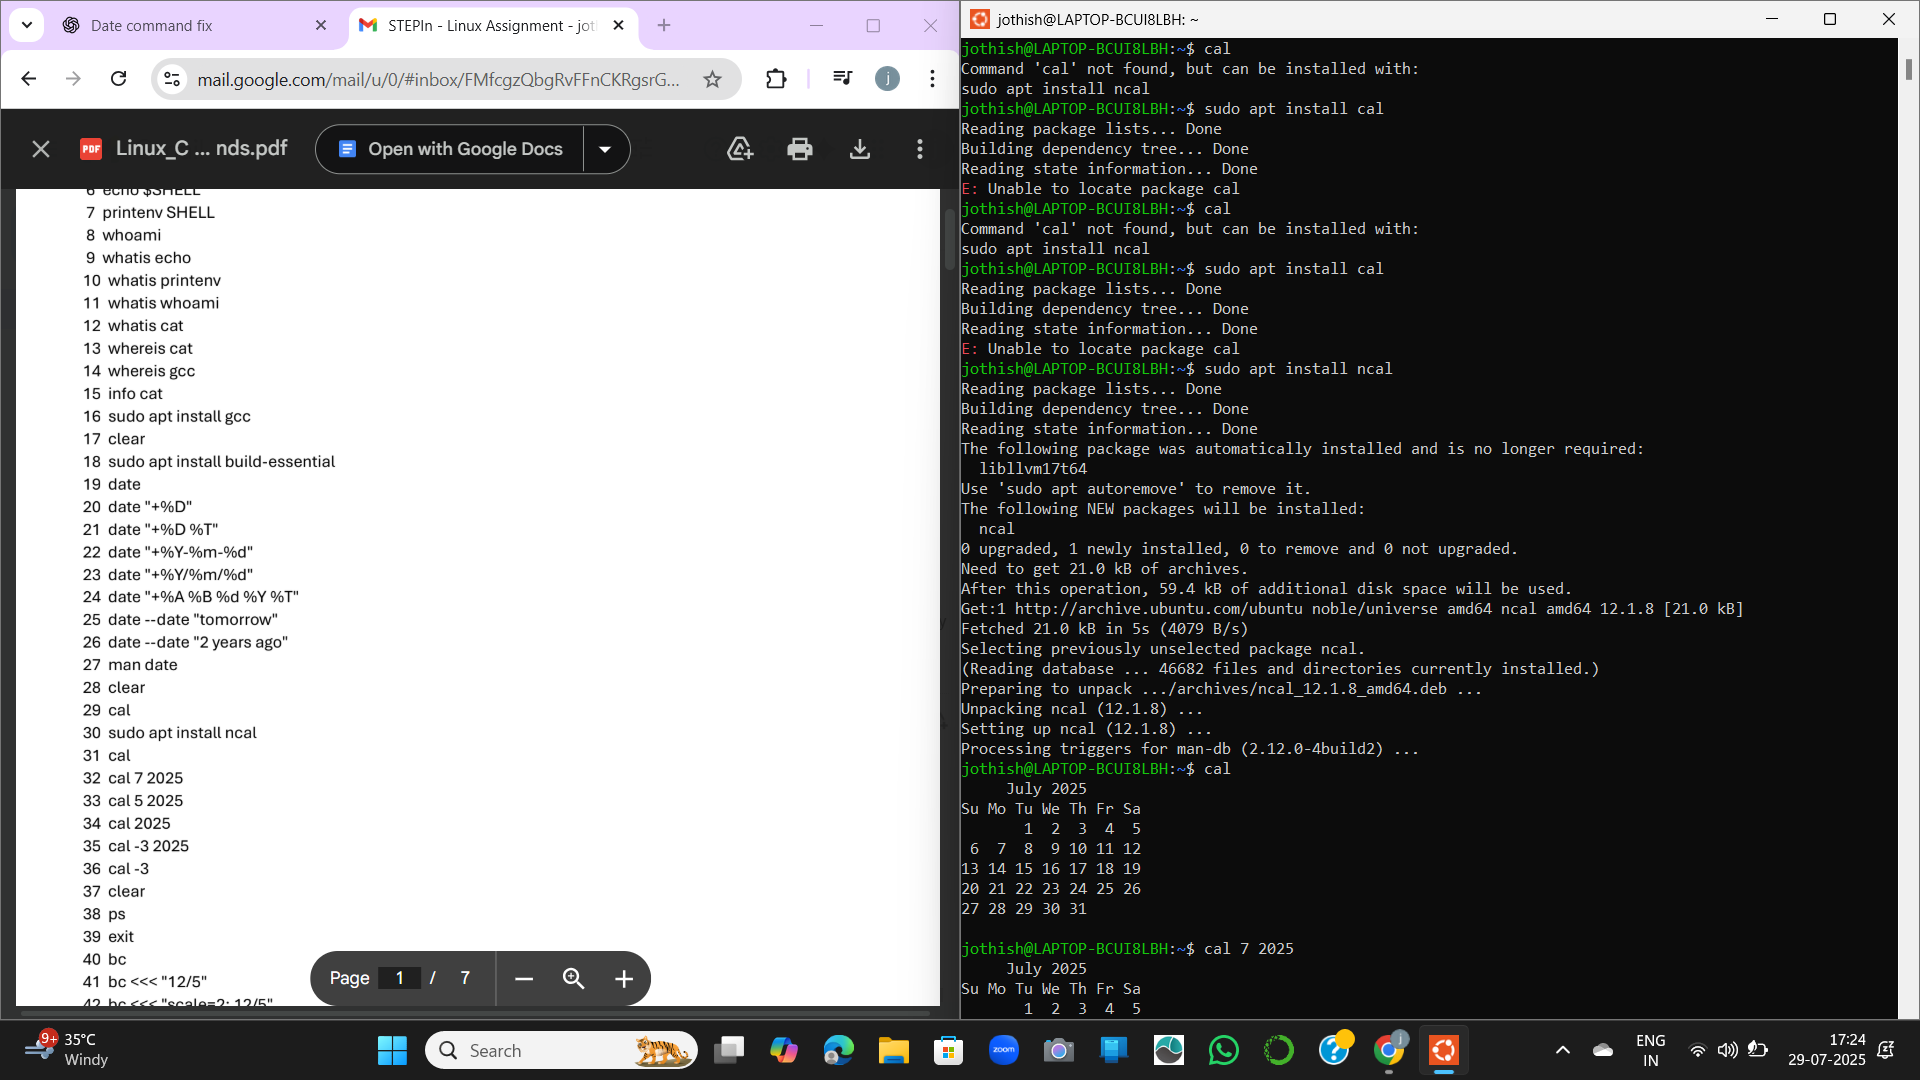 Date command fix
STEPIn - Linux Assignment - jot
mail.google.com/mail/u/0/#inbox/FMfcgzQbgRvFFnCKRgsrG...
j
PDF
Linux_C ... nds.pdf
Open with Google Docs
6 echo $SHELL
7 printenv SHELL
8 whoami
9 whatis echo
10 whatis printenv
11 whatis whoami
12 whatis cat
13 whereis cat
14 whereis gcc
15 info cat
16 sudo apt install gcc
17 clear
18 sudo apt install build-essential
19 date
20 date "+%D"
21 date "+%D %T"
22 date "+%Y-%m-%d"
23 date "+%Y/%m/%d"
24 date "+%A %B %d %Y %T"
25 date --date "tomorrow"
26 date --date "2 years ago"
27 man date
28 clear
29 cal
30 sudo apt install ncal
31 cal
32 cal 7 2025
33 cal 5 2025
34 cal 2025
35 cal -3 2025
36 cal -3
37 clear
38 ps
39 exit
40 bc
41 bc <<< "12/5"
42 bc <<< "scale=2; 12/5"
Page 1 / 7
jothish@LAPTOP-BCUI8LBH: ~
jothish@LAPTOP-BCUI8LBH:~$ cal
Command 'cal' not found, but can be installed with:
sudo apt install ncal
jothish@LAPTOP-BCUI8LBH:~$ sudo apt install cal
Reading package lists... Done
Building dependency tree... Done
Reading state information... Done
E: Unable to locate package cal
jothish@LAPTOP-BCUI8LBH:~$ cal
Command 'cal' not found, but can be installed with:
sudo apt install ncal
jothish@LAPTOP-BCUI8LBH:~$ sudo apt install cal
Reading package lists... Done
Building dependency tree... Done
Reading state information... Done
E: Unable to locate package cal
jothish@LAPTOP-BCUI8LBH:~$ sudo apt install ncal
Reading package lists... Done
Building dependency tree... Done
Reading state information... Done
The following package was automatically installed and is no longer required:
libllvm17t64
Use 'sudo apt autoremove' to remove it.
The following NEW packages will be installed:
ncal
0 upgraded, 1 newly installed, 0 to remove and 0 not upgraded.
Need to get 21.0 kB of archives.
After this operation, 59.4 kB of additional disk space will be used.
Get:1 http://archive.ubuntu.com/ubuntu noble/universe amd64 ncal amd64 12.1.8 [21.0 kB]
Fetched 21.0 kB in 5s (4079 B/s)
Selecting previously unselected package ncal.
(Reading database ... 46682 files and directories currently installed.)
Preparing to unpack .../archives/ncal_12.1.8_amd64.deb ...
Unpacking ncal (12.1.8) ...
Setting up ncal (12.1.8) ...
Processing triggers for man-db (2.12.0-4build2) ...
jothish@LAPTOP-BCUI8LBH:~$ cal
July 2025
Su Mo Tu We Th Fr Sa
1 2 3 4 5
6 7 8 9 10 11 12
13 14 15 16 17 18 19
20 21 22 23 24 25 26
27 28 29 30 31
jothish@LAPTOP-BCUI8LBH:~$ cal 7 2025
July 2025
Su Mo Tu We Th Fr Sa
1 2 3 4 5
9+
35°C
Windy
Search
zoom
j
ENG
IN
17:24
29-07-2025